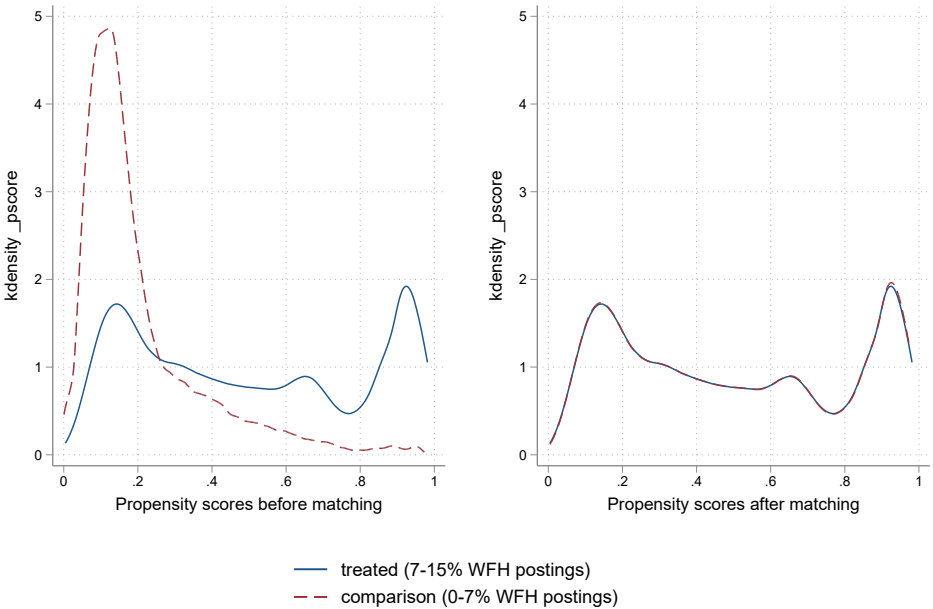 kdensity _pscore
5
4
3
2
1
0
0 .2 .4 .6 .8 1
Propensity scores before matching
kdensity _pscore
5
4
3
2
1
0
0 .2 .4 .6 .8 1
Propensity scores after matching
treated (7-15% WFH postings)
comparison (0-7% WFH postings)